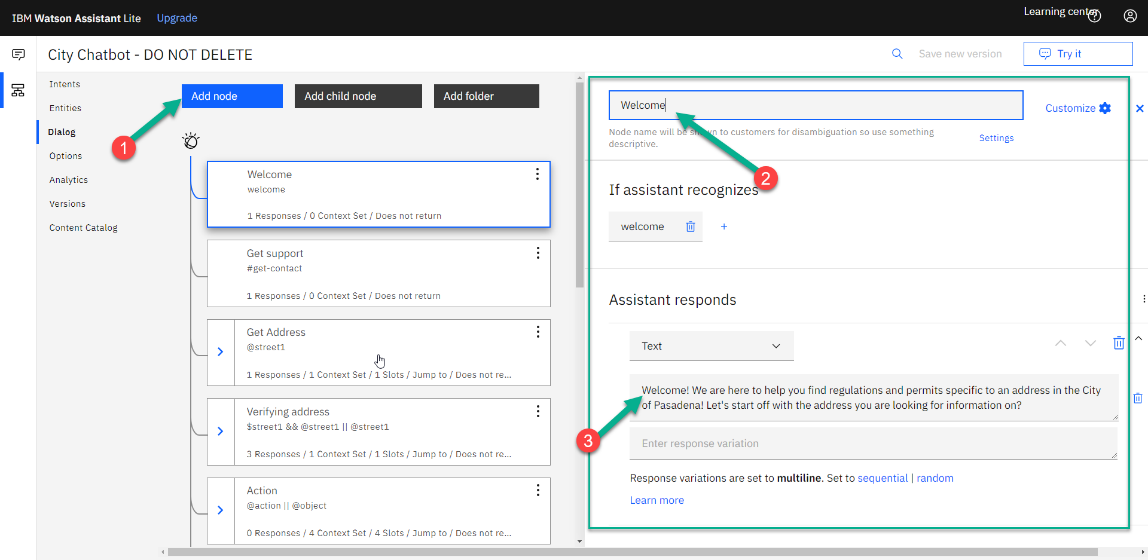 IBM Watson Assistant Lite
Upgrade
Learning center
City Chatbot - DO NOT DELETE
Save new version
Try it
Intents
Entities
Dialog
Options
Analytics
Versions
Content Catalog
Add node
Add child node
Add folder
1
Welcome
welcome
1 Responses / 0 Context Set / Does not return
Get support
#get-contact
1 Responses / 0 Context Set / Does not return
Get Address
@street1
1 Responses / 1 Context Set / 1 Slots / Jump to / Does not re...
Verifying address
$street1 && @street1 || @street1
3 Responses / 1 Context Set / 1 Slots / Jump to / Does not re...
Action
@action || @object
0 Responses / 4 Context Set / 4 Slots / Jump to / Does not re...
Welcome
Customize
Node name will be shown to customers for disambiguation so use something
descriptive.
Settings
2
If assistant recognizes
welcome
+
Assistant responds
Text
Welcome! We are here to help you find regulations and permits specific to an address in the City
of Pasadena! Let's start off with the address you are looking for information on?
3
Enter response variation
Response variations are set to multiline. Set to sequential | random
Learn more